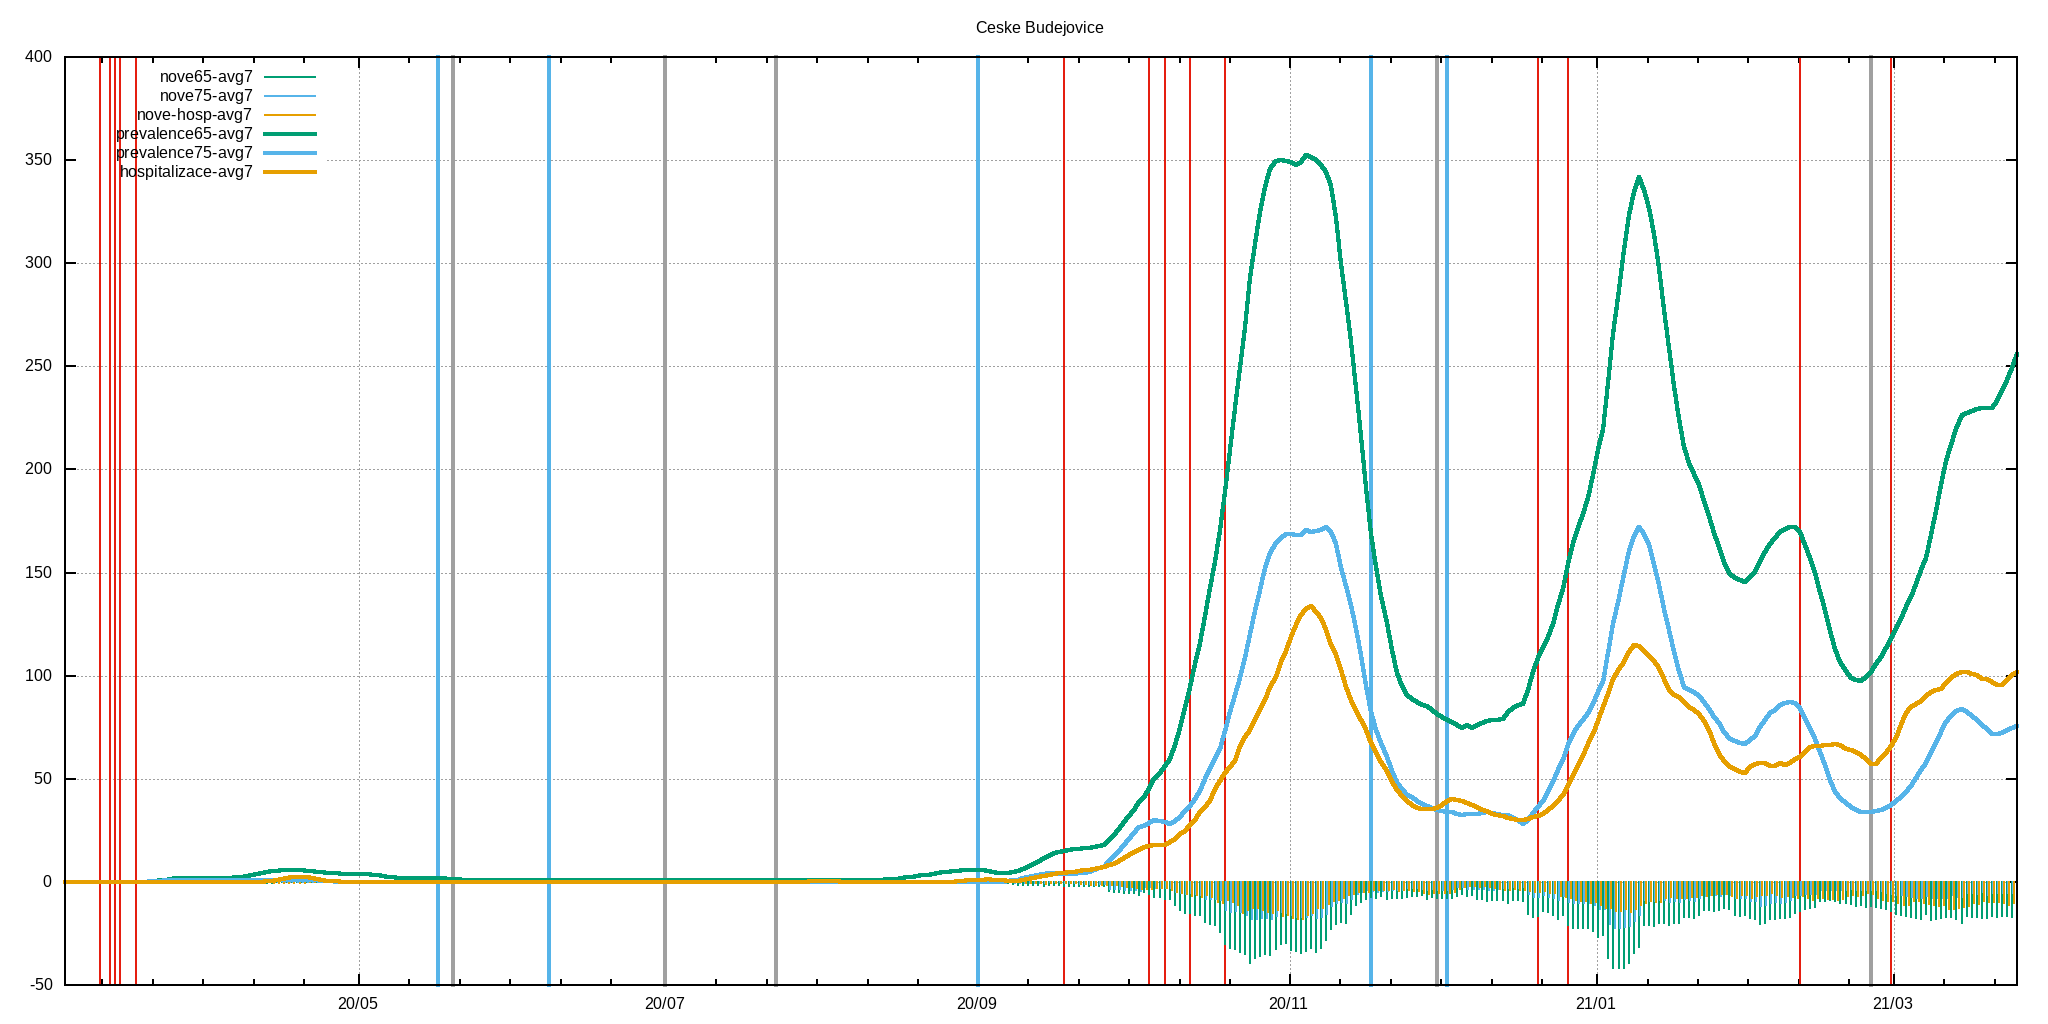 Ceske Budejovice
400
350
300
250
200
150
100
50
0
-50
nove65-avg7
nove75-avg7
nove-hosp-avg7
prevalence65-avg7
prevalence75-avg7
hospitalizace-avg7
20/05
20/07
20/09
20/11
21/01
21/03